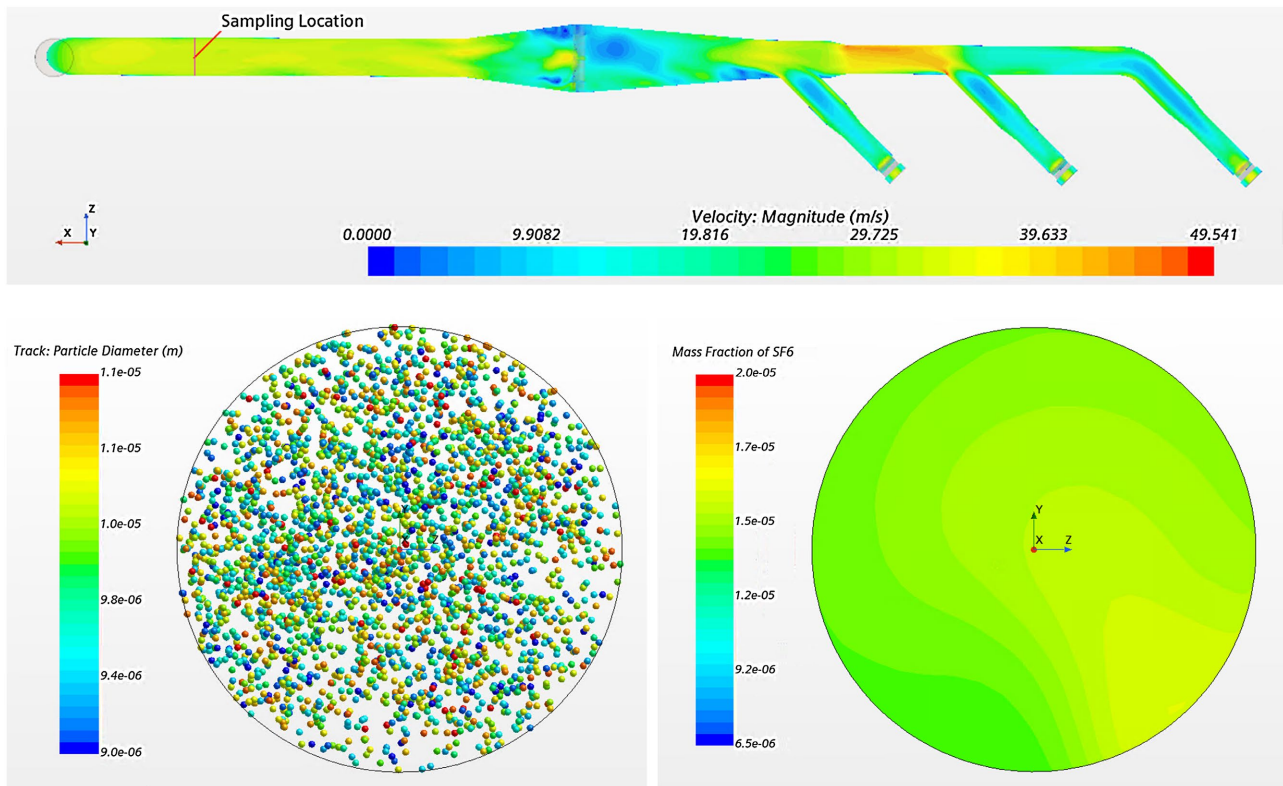 Sampling Location
Z
X
Y
Velocity: Magnitude (m/s)
0.0000 9.9082 19.816 29.725 39.633 49.541
Track: Particle Diameter (m)
1.1e-05
1.1e-05
1.0e-05
9.8e-06
9.4e-06
9.0e-06
Z
Mass Fraction of SF6
2.0e-05
1.7e-05
1.5e-05
1.2e-05
9.2e-06
6.5e-06
Y
X Z